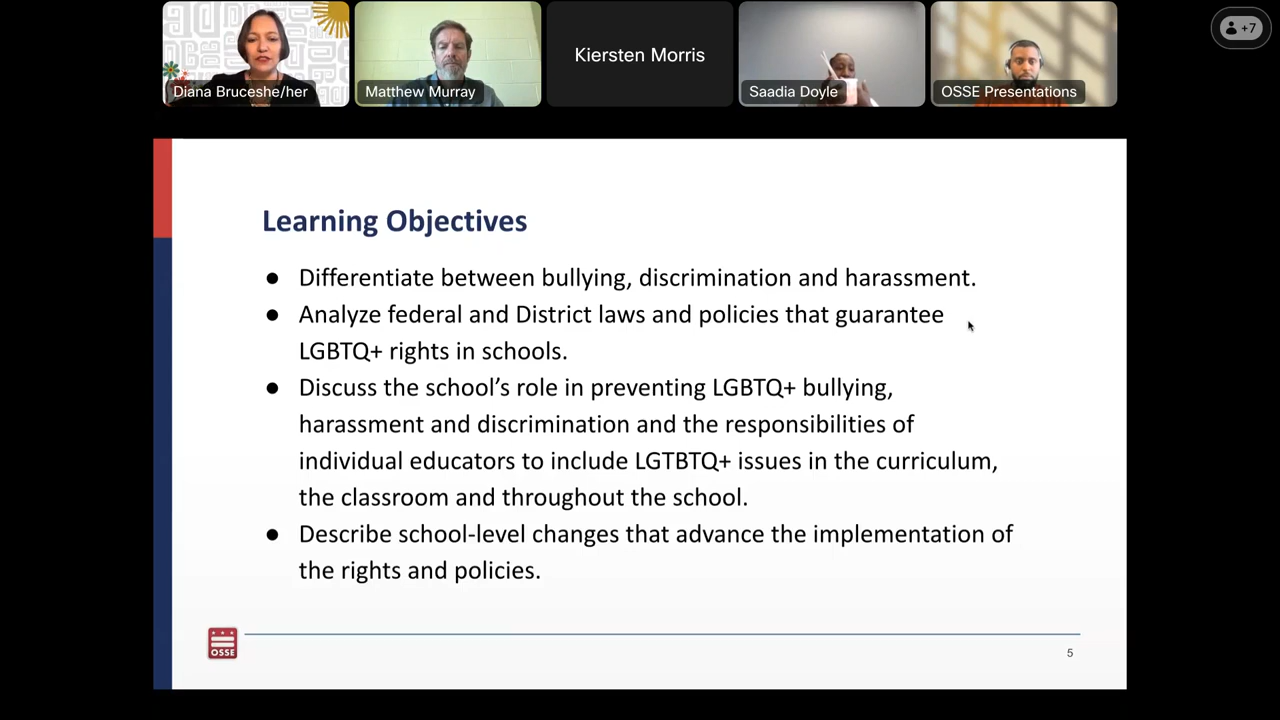 Diana Bruceshe/her
Matthew Murray
Kiersten Morris
Saadia Doyle
OSSE Presentations
+7
Learning Objectives
● Differentiate between bullying, discrimination and harassment.
● Analyze federal and District laws and policies that guarantee
LGBTQ+ rights in schools.
● Discuss the school’s role in preventing LGBTQ+ bullying,
harassment and discrimination and the responsibilities of
individual educators to include LGTBTQ+ issues in the curriculum,
the classroom and throughout the school.
● Describe school-level changes that advance the implementation of
the rights and policies.
OSSE
5